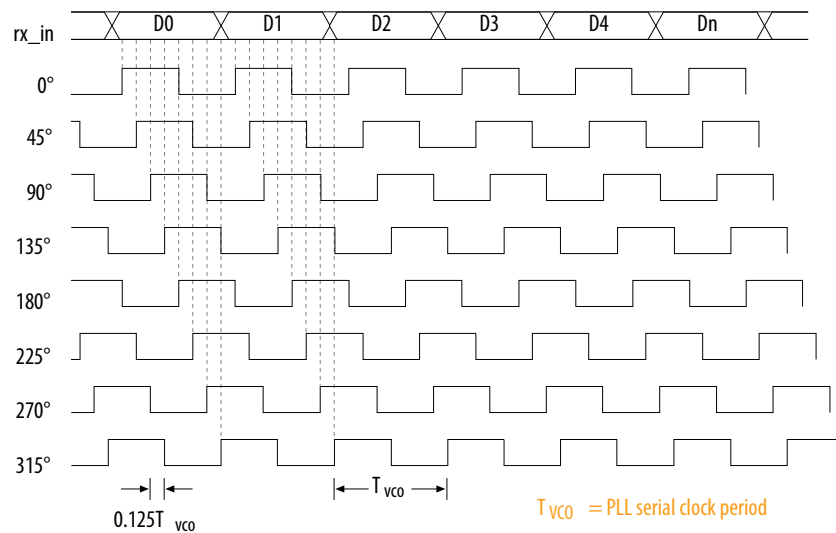 rx_in D0 D1 D2 D3 D4 Dn
0°
45°
90°
135°
180°
225°
270°
315°
T vco
0.125T vco
T VCO = PLL serial clock period